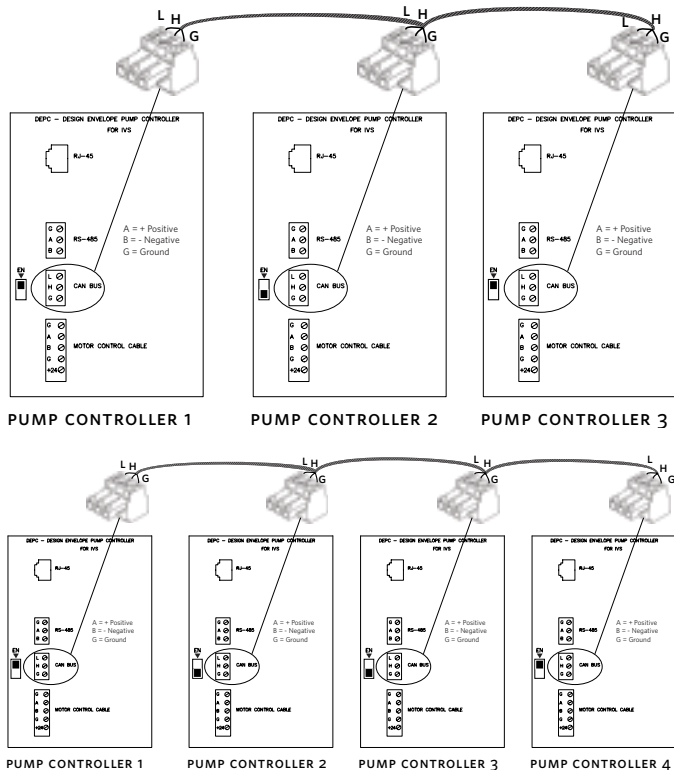 L H G
L H G
L H G
DEPC - DESIGN ENVELOPE PUMP CONTROLLER
FOR IVS
RJ-45
G
A RS-485
B
A = + Positive
B = - Negative
G = Ground
EN
L
H CAN BUS
G
G
A
B MOTOR CONTROL CABLE
G
+24
PUMP CONTROLLER 1
DEPC - DESIGN ENVELOPE PUMP CONTROLLER
FOR IVS
RJ-45
G
A RS-485
B
A = + Positive
B = - Negative
G = Ground
EN
L
H CAN BUS
G
G
A
B MOTOR CONTROL CABLE
G
+24
PUMP CONTROLLER 2
DEPC - DESIGN ENVELOPE PUMP CONTROLLER
FOR IVS
RJ-45
G
A RS-485
B
A = + Positive
B = - Negative
G = Ground
EN
L
H CAN BUS
G
G
A
B MOTOR CONTROL CABLE
G
+24
PUMP CONTROLLER 3
L H G
L H G
L H G
L H G
DEPC - DESIGN ENVELOPE PUMP CONTROLLER
FOR IVS
RJ-45
G
A RS-485
B
A = + Positive
B = - Negative
G = Ground
EN
L
H CAN BUS
G
G
A
B MOTOR CONTROL CABLE
G
+24
PUMP CONTROLLER 1
DEPC - DESIGN ENVELOPE PUMP CONTROLLER
FOR IVS
RJ-45
G
A RS-485
B
A = + Positive
B = - Negative
G = Ground
EN
L
H CAN BUS
G
G
A
B MOTOR CONTROL CABLE
G
+24
PUMP CONTROLLER 2
DEPC - DESIGN ENVELOPE PUMP CONTROLLER
FOR IVS
RJ-45
G
A RS-485
B
A = + Positive
B = - Negative
G = Ground
EN
L
H CAN BUS
G
G
A
B MOTOR CONTROL CABLE
G
+24
PUMP CONTROLLER 3
DEPC - DESIGN ENVELOPE PUMP CONTROLLER
FOR IVS
RJ-45
G
A RS-485
B
A = + Positive
B = - Negative
G = Ground
EN
L
H CAN BUS
G
G
A
B MOTOR CONTROL CABLE
G
+24
PUMP CONTROLLER 4